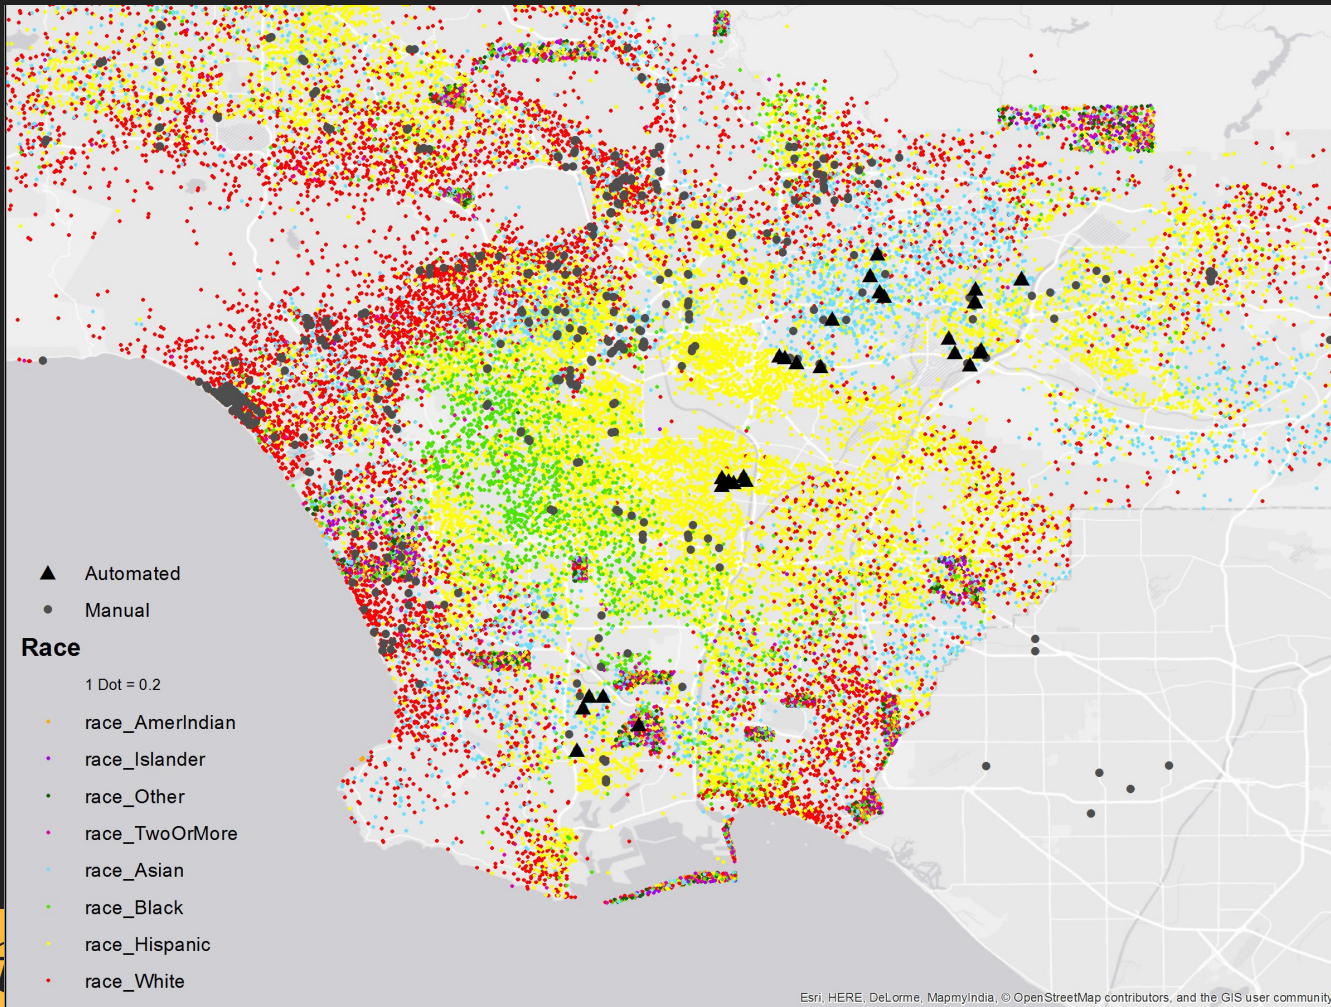 Automated
Manual
Race
1 Dot = 0.2
race_AmerIndian
race_Islander
race_Other
race_TwoOrMore
race_Asian
race_Black
race_Hispanic
race_White
Esri, HERE, DeLorme, MapmyIndia, © OpenStreetMap contributors, and the GIS user community